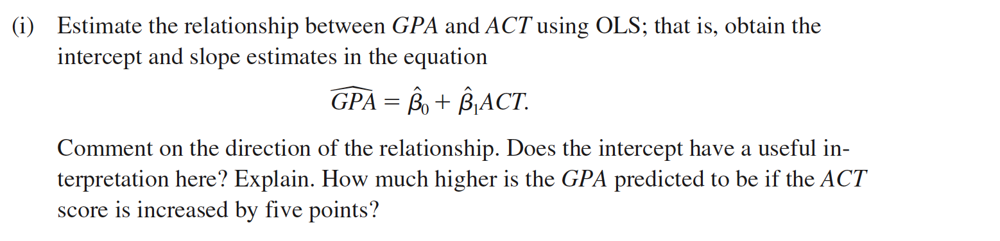 (i) Estimate the relationship between GPA and ACT using OLS; that is, obtain the
intercept and slope estimates in the equation
$\widehat{GPA} = \hat{\beta}_0 + \hat{\beta}_1 ACT.$
Comment on the direction of the relationship. Does the intercept have a useful in-
terpretation here? Explain. How much higher is the GPA predicted to be if the ACT
score is increased by five points?